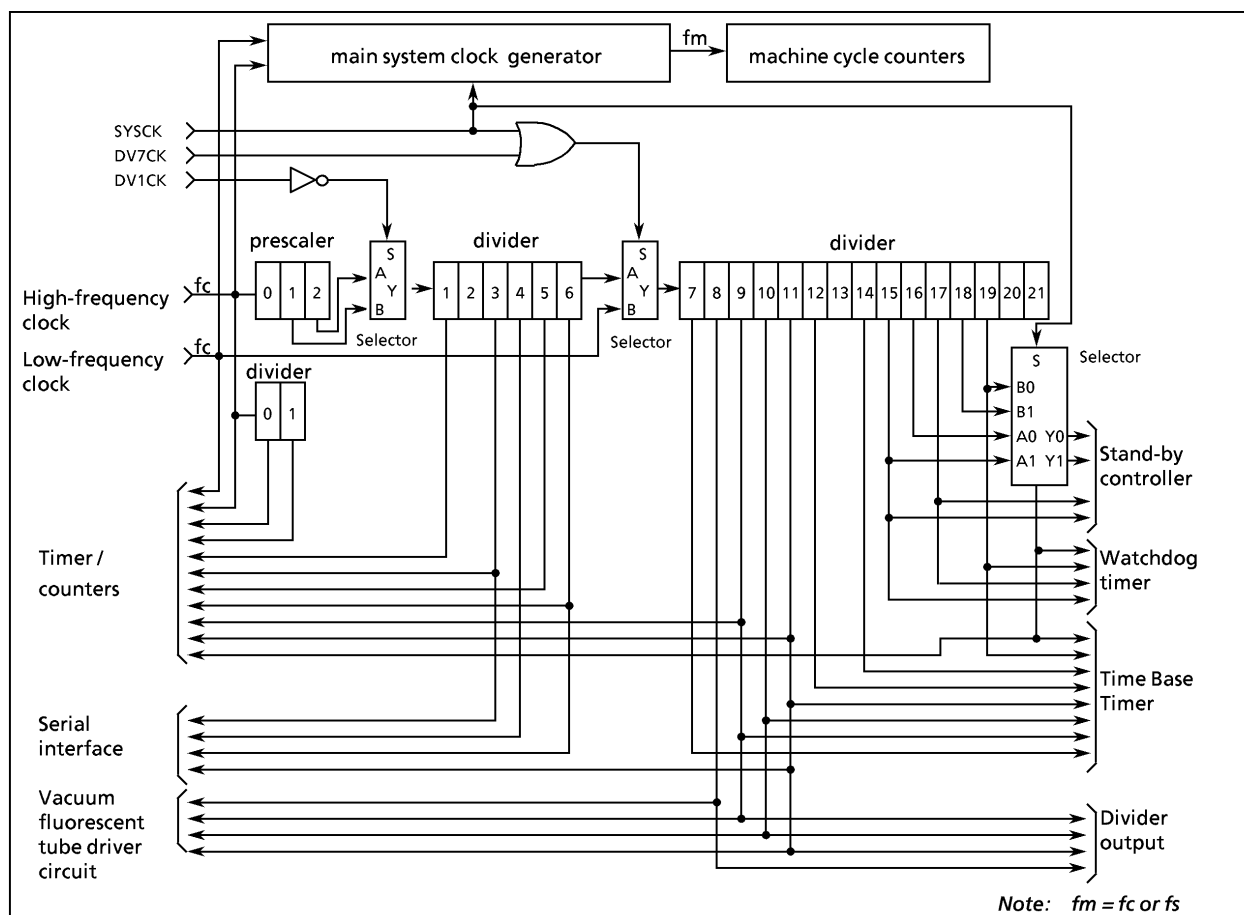 main system clock generator
fm
machine cycle counters
SYSCK
DV7CK
DV1CK
prescaler
divider
divider
S
A
Y
B
Selector
S
A
Y
B
Selector
High-frequency
clock
fc
0 1 2
1 2 3 4 5 6
7 8 9 10 11 12 13 14 15 16 17 18 19 20 21
Low-frequency
clock
fc
divider
0 1
S
Selector
B0
B1
A0 Y0
A1 Y1
Stand-by
controller
Timer /
counters
Watchdog
timer
Time Base
Timer
Serial
interface
Vacuum
fluorescent
tube driver
circuit
Divider
output
Note: fm = fc or fs